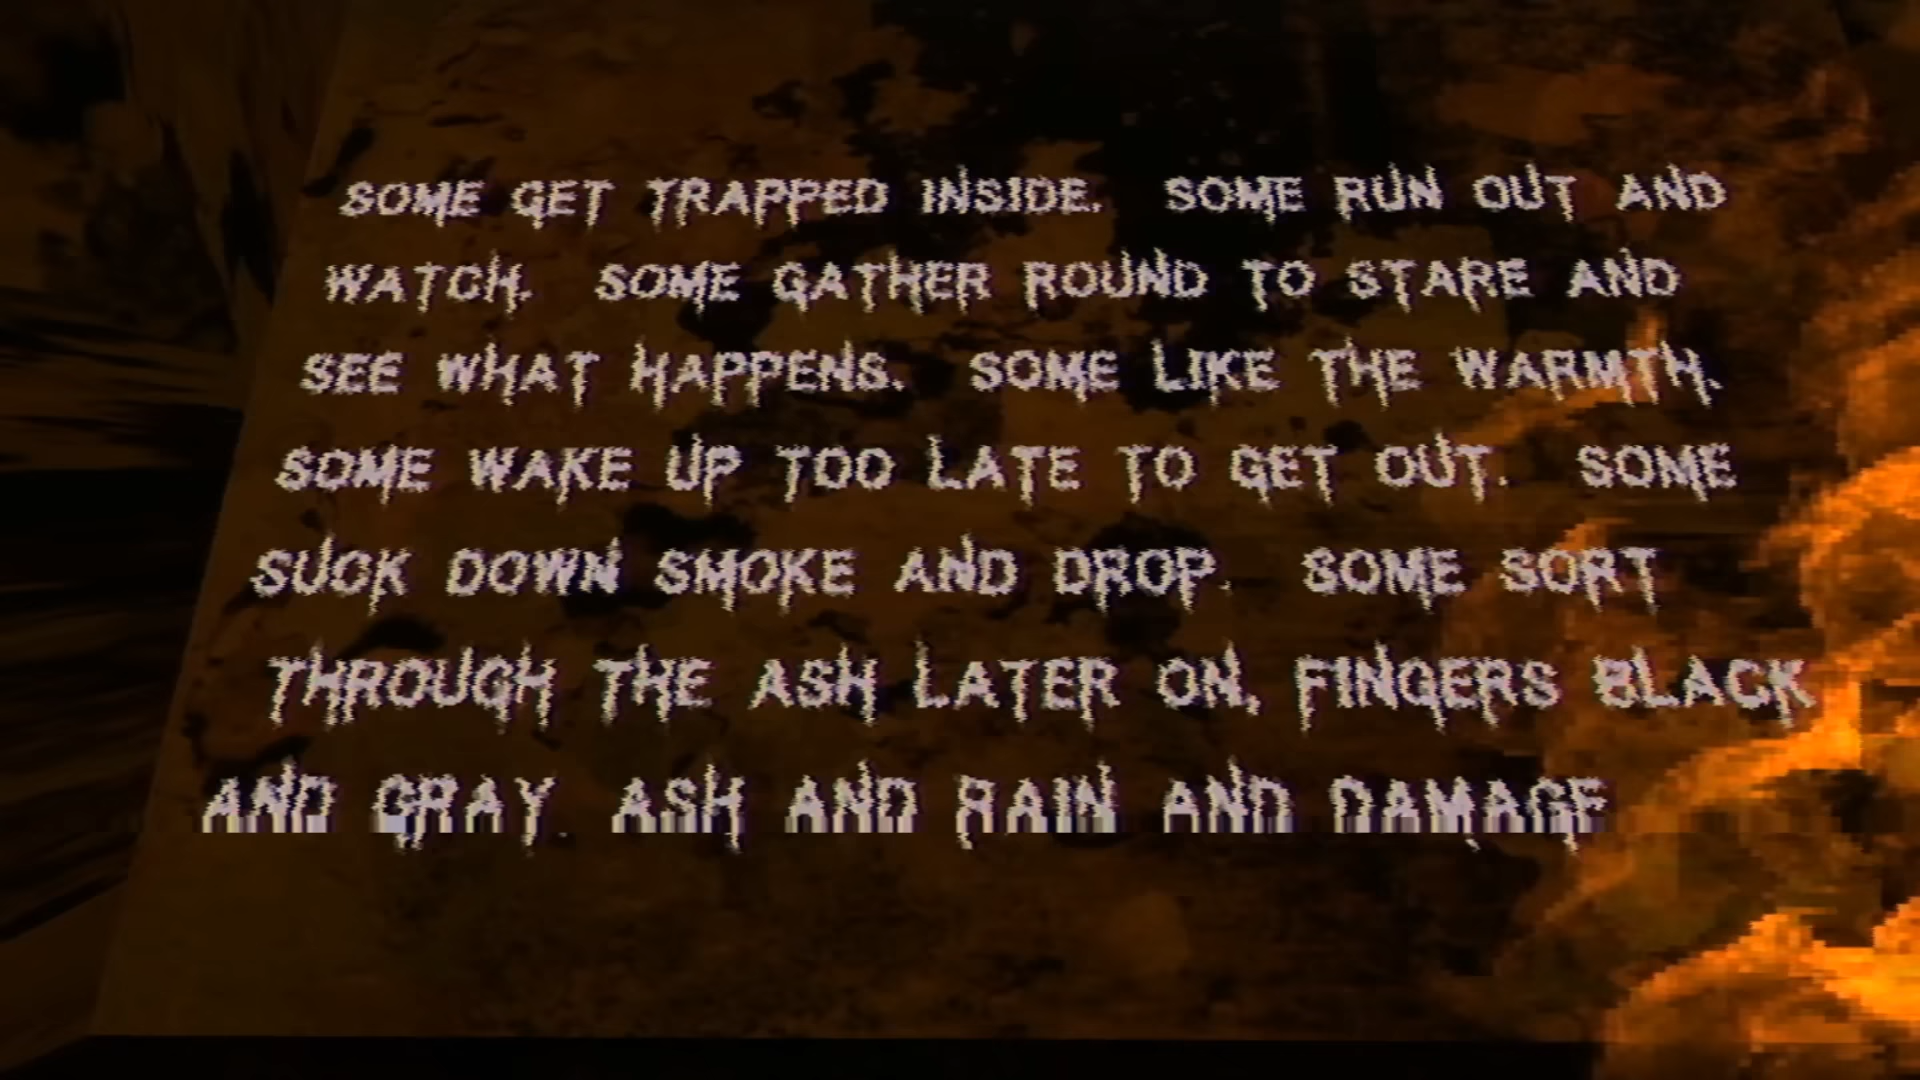 SOME GET TRAPPED INSIDE. SOME RUN OUT AND
WATCH. SOME GATHER ROUND TO STARE AND
SEE WHAT HAPPENS. SOME LIKE THE WARMTH.
SOME WAKE UP TOO LATE TO GET OUT. SOME
SUCK DOWN SMOKE AND DROP. SOME SORT
THROUGH THE ASH LATER ON, FINGERS BLACK
AND GRAY. ASH AND RAIN AND DAMAGE